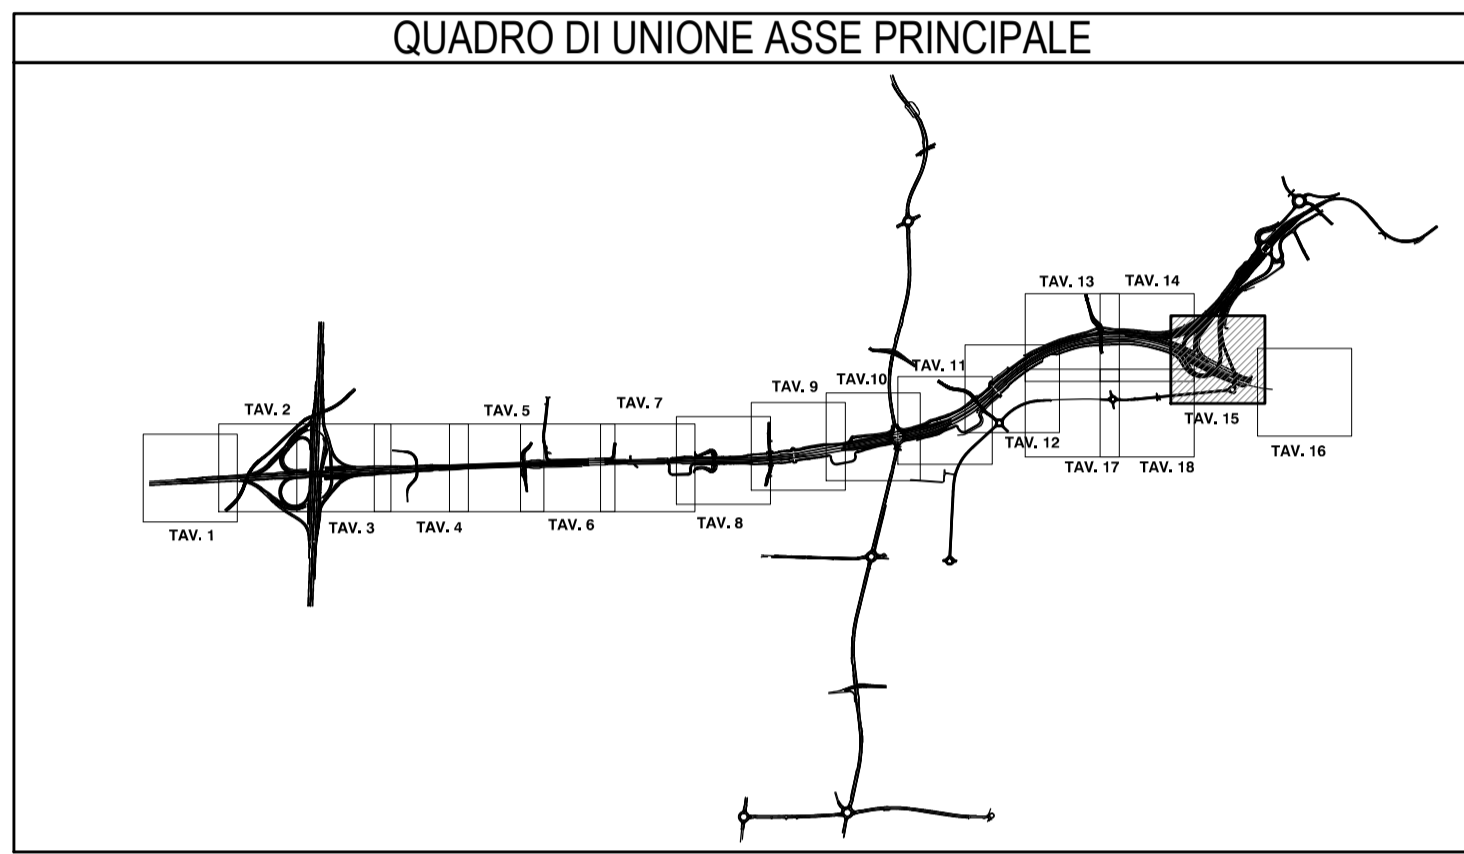 QUADRO DI UNIONE ASSE PRINCIPALE
TAV. 1
TAV. 2
TAV. 3
TAV. 4
TAV. 5
TAV. 6
TAV. 7
TAV. 8
TAV. 9
TAV.10
TAV. 11
TAV. 12
TAV. 13
TAV. 14
TAV. 15
TAV. 16
TAV. 17
TAV. 18